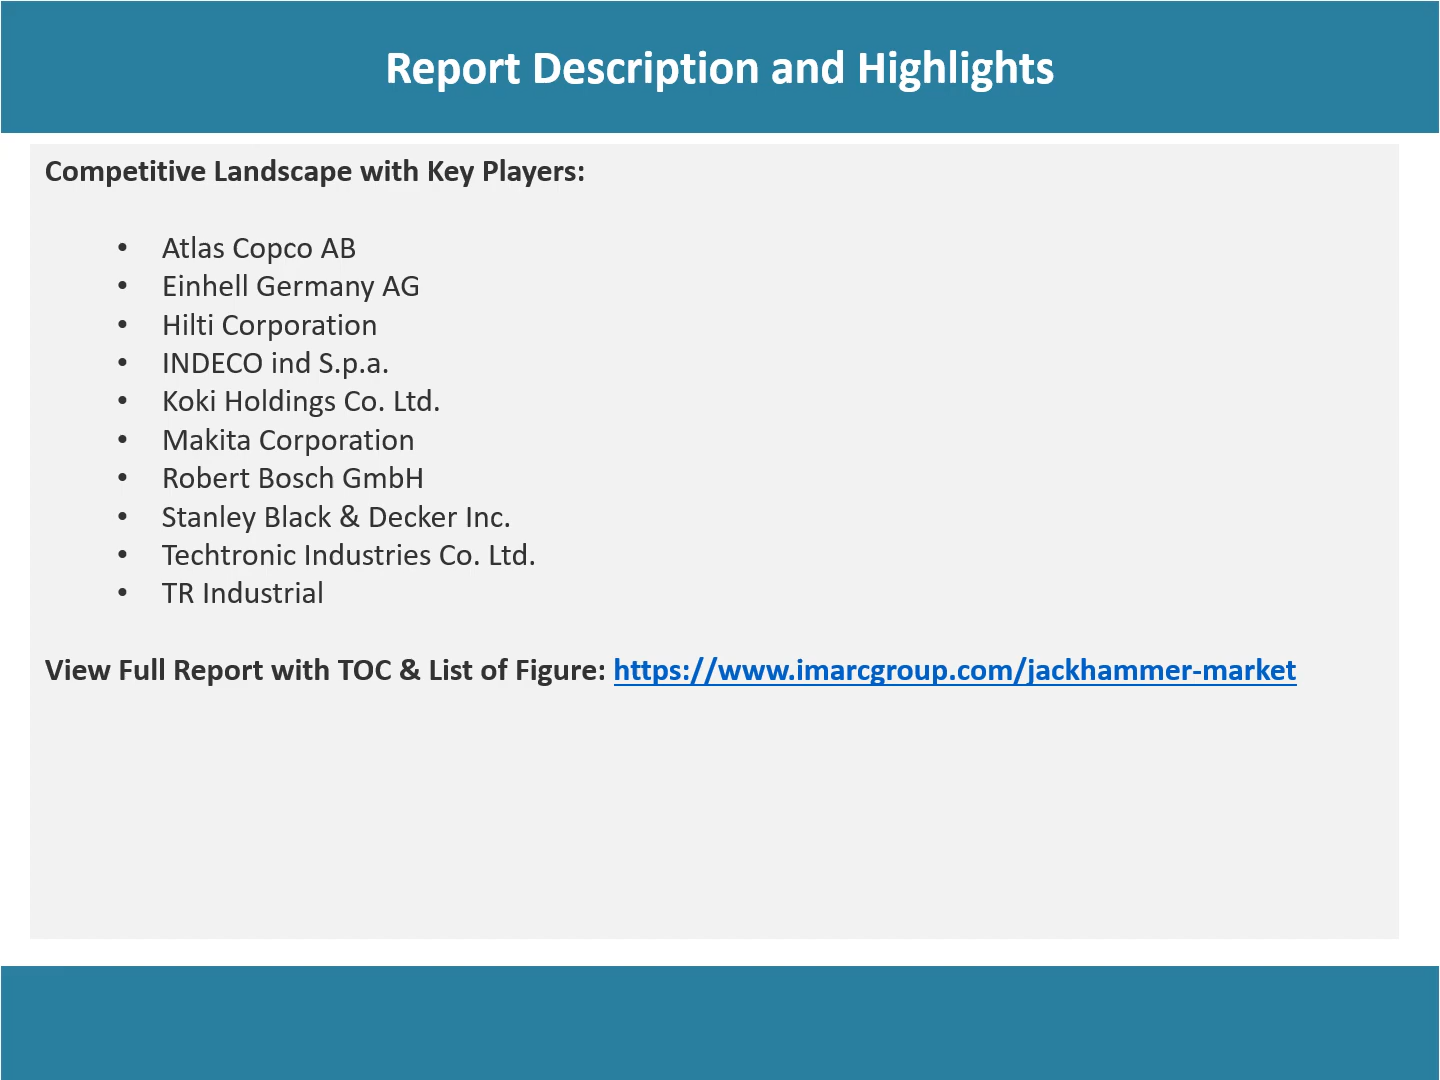 Report Description and Highlights
Competitive Landscape with Key Players:
• Atlas Copco AB
• Einhell Germany AG
• Hilti Corporation
• INDECO ind S.p.a.
• Koki Holdings Co. Ltd.
• Makita Corporation
• Robert Bosch GmbH
• Stanley Black & Decker Inc.
• Techtronic Industries Co. Ltd.
• TR Industrial
View Full Report with TOC & List of Figure: https://www.imarcgroup.com/jackhammer-market